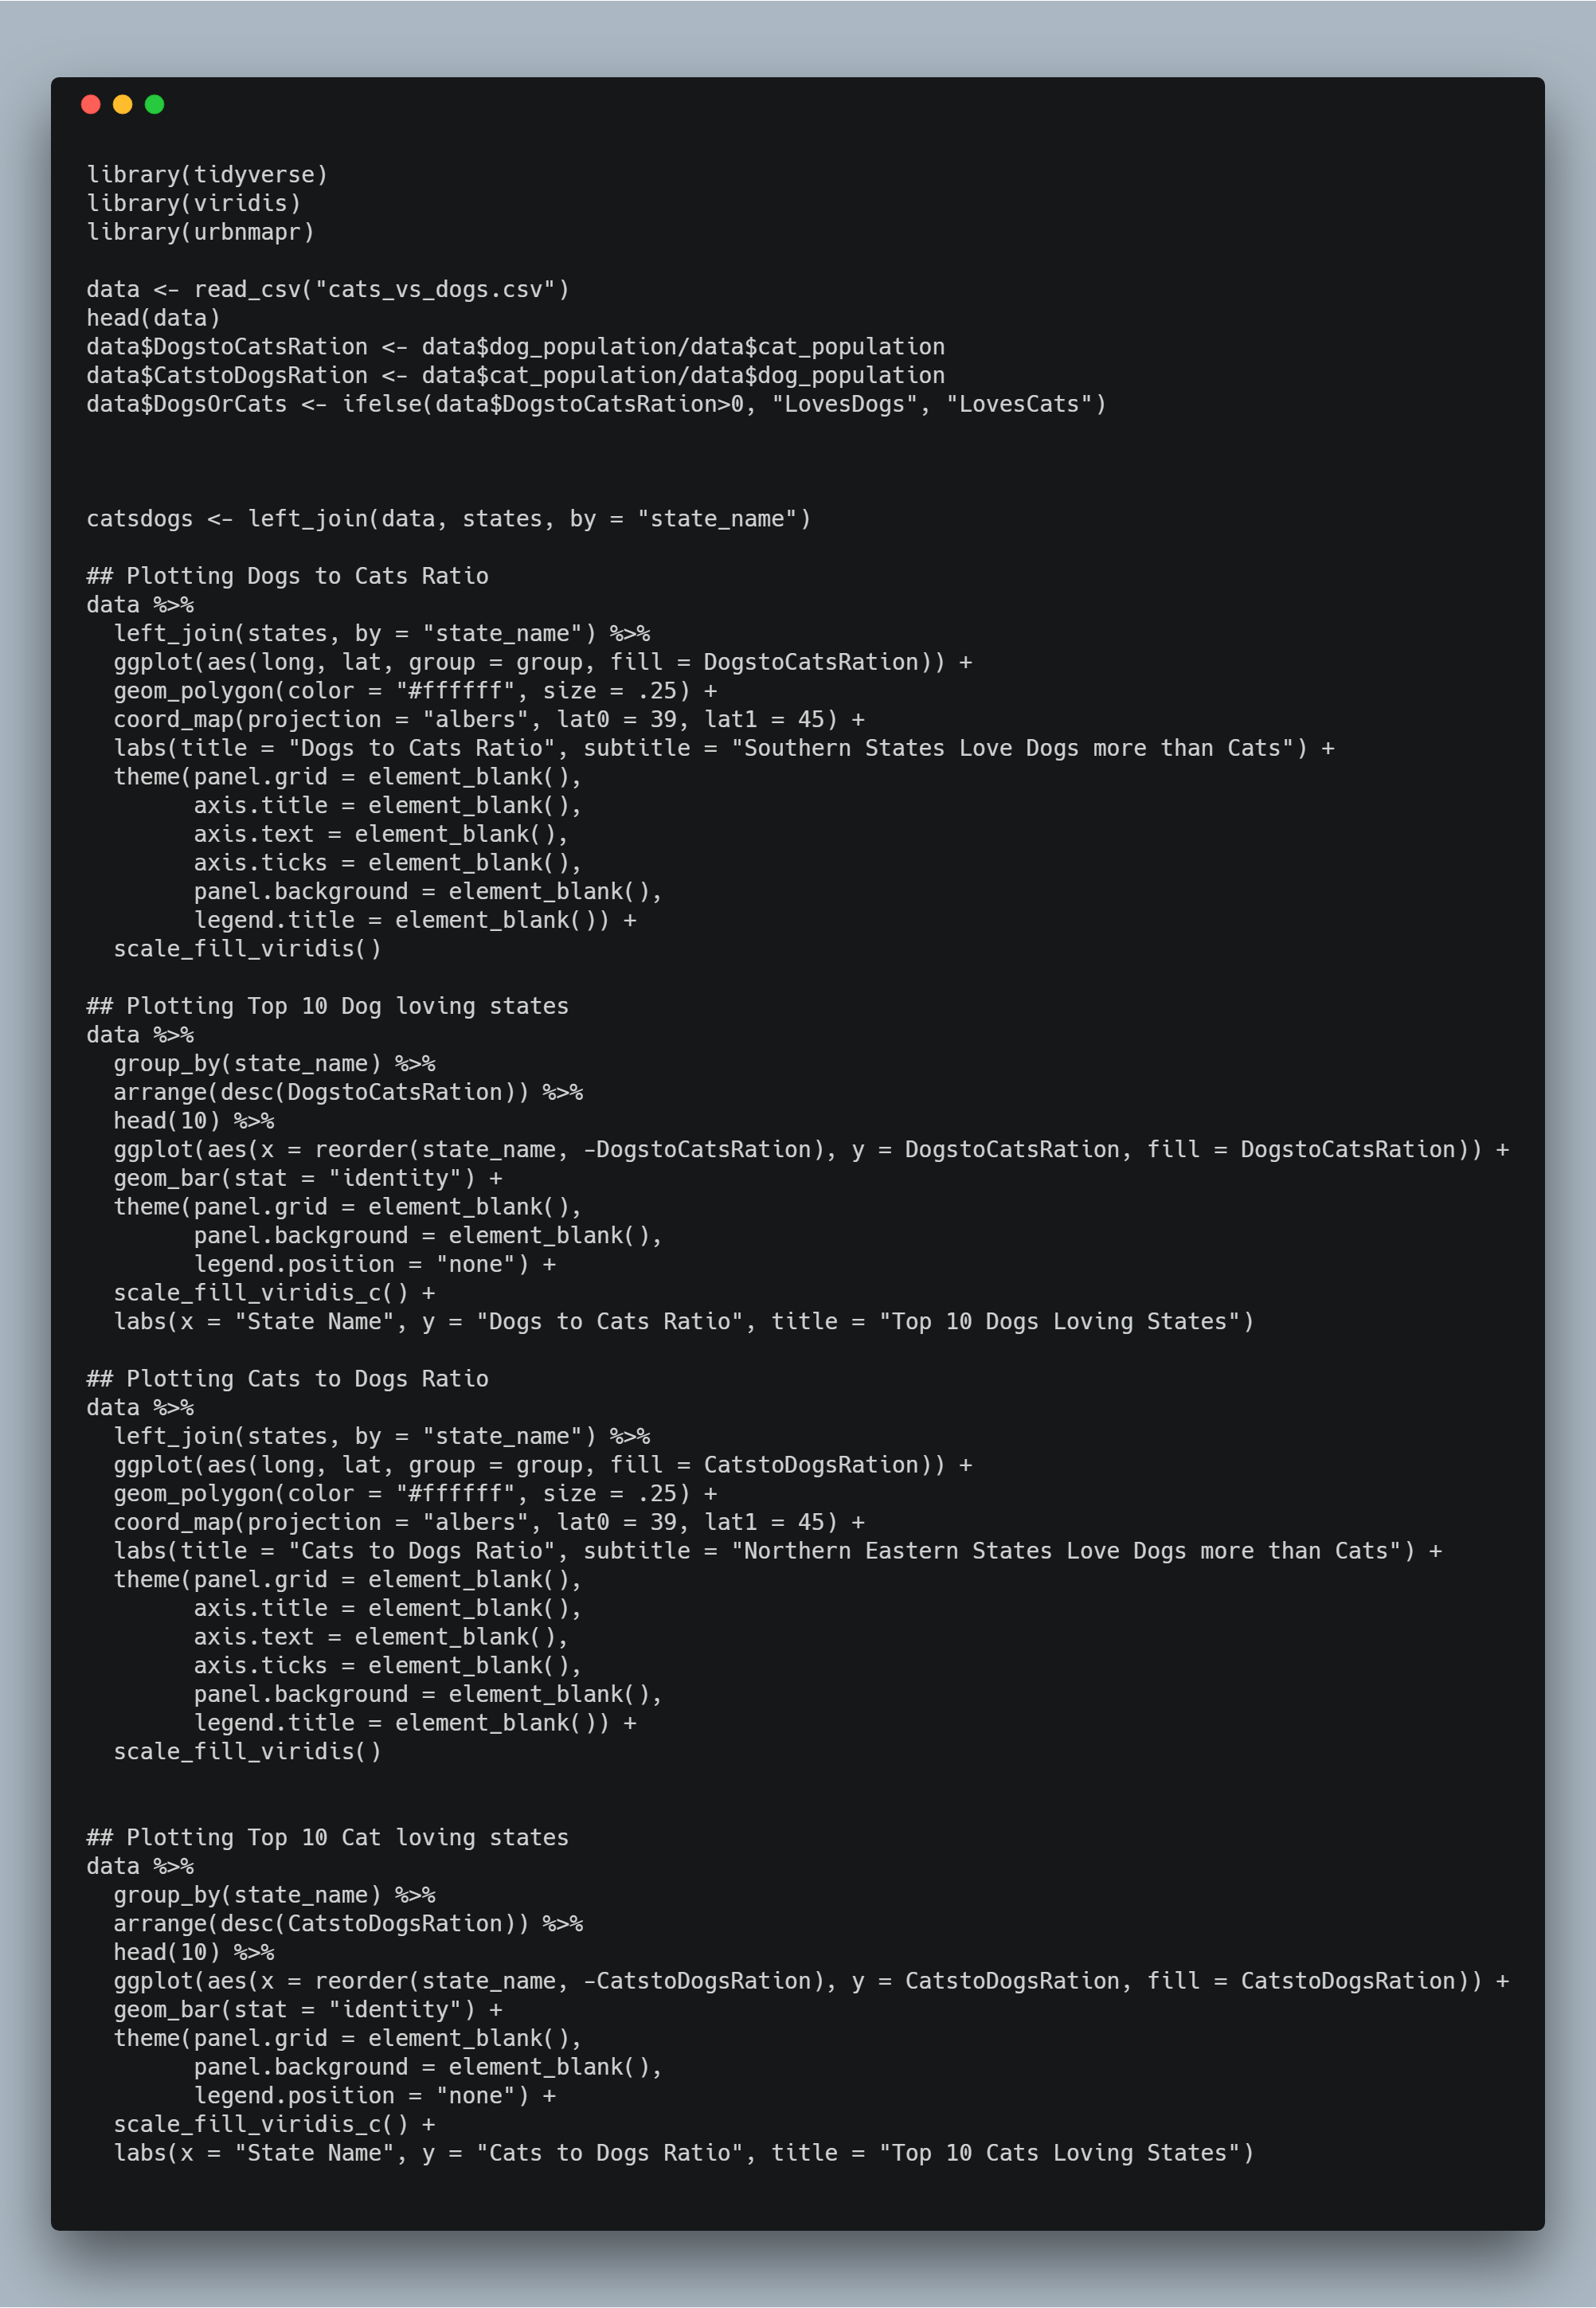 library(tidyverse)
library(viridis)
library(urbnmapr)

data <- read_csv("cats_vs_dogs.csv")
head(data)
data$DogstoCatsRation <- data$dog_population/data$cat_population
data$CatstoDogsRation <- data$cat_population/data$dog_population
data$DogsOrCats <- ifelse(data$DogstoCatsRation>0, "LovesDogs", "LovesCats")

catsdogs <- left_join(data, states, by = "state_name")

## Plotting Dogs to Cats Ratio
data %>%
  left_join(states, by = "state_name") %>%
  ggplot(aes(long, lat, group = group, fill = DogstoCatsRation)) +
  geom_polygon(color = "#ffffff", size = .25) +
  coord_map(projection = "albers", lat0 = 39, lat1 = 45) +
  labs(title = "Dogs to Cats Ratio", subtitle = "Southern States Love Dogs more than Cats") +
  theme(panel.grid = element_blank(),
        axis.title = element_blank(),
        axis.text = element_blank(),
        axis.ticks = element_blank(),
        panel.background = element_blank(),
        legend.title = element_blank()) +
  scale_fill_viridis()

## Plotting Top 10 Dog loving states
data %>%
  group_by(state_name) %>%
  arrange(desc(DogstoCatsRation)) %>%
  head(10) %>%
  ggplot(aes(x = reorder(state_name, -DogstoCatsRation), y = DogstoCatsRation, fill = DogstoCatsRation)) +
  geom_bar(stat = "identity") +
  theme(panel.grid = element_blank(),
        panel.background = element_blank(),
        legend.position = "none") +
  scale_fill_viridis_c() +
  labs(x = "State Name", y = "Dogs to Cats Ratio", title = "Top 10 Dogs Loving States")

## Plotting Cats to Dogs Ratio
data %>%
  left_join(states, by = "state_name") %>%
  ggplot(aes(long, lat, group = group, fill = CatstoDogsRation)) +
  geom_polygon(color = "#ffffff", size = .25) +
  coord_map(projection = "albers", lat0 = 39, lat1 = 45) +
  labs(title = "Cats to Dogs Ratio", subtitle = "Northern Eastern States Love Dogs more than Cats") +
  theme(panel.grid = element_blank(),
        axis.title = element_blank(),
        axis.text = element_blank(),
        axis.ticks = element_blank(),
        panel.background = element_blank(),
        legend.title = element_blank()) +
  scale_fill_viridis()

## Plotting Top 10 Cat loving states
data %>%
  group_by(state_name) %>%
  arrange(desc(CatstoDogsRation)) %>%
  head(10) %>%
  ggplot(aes(x = reorder(state_name, -CatstoDogsRation), y = CatstoDogsRation, fill = CatstoDogsRation)) +
  geom_bar(stat = "identity") +
  theme(panel.grid = element_blank(),
        panel.background = element_blank(),
        legend.position = "none") +
  scale_fill_viridis_c() +
  labs(x = "State Name", y = "Cats to Dogs Ratio", title = "Top 10 Cats Loving States")